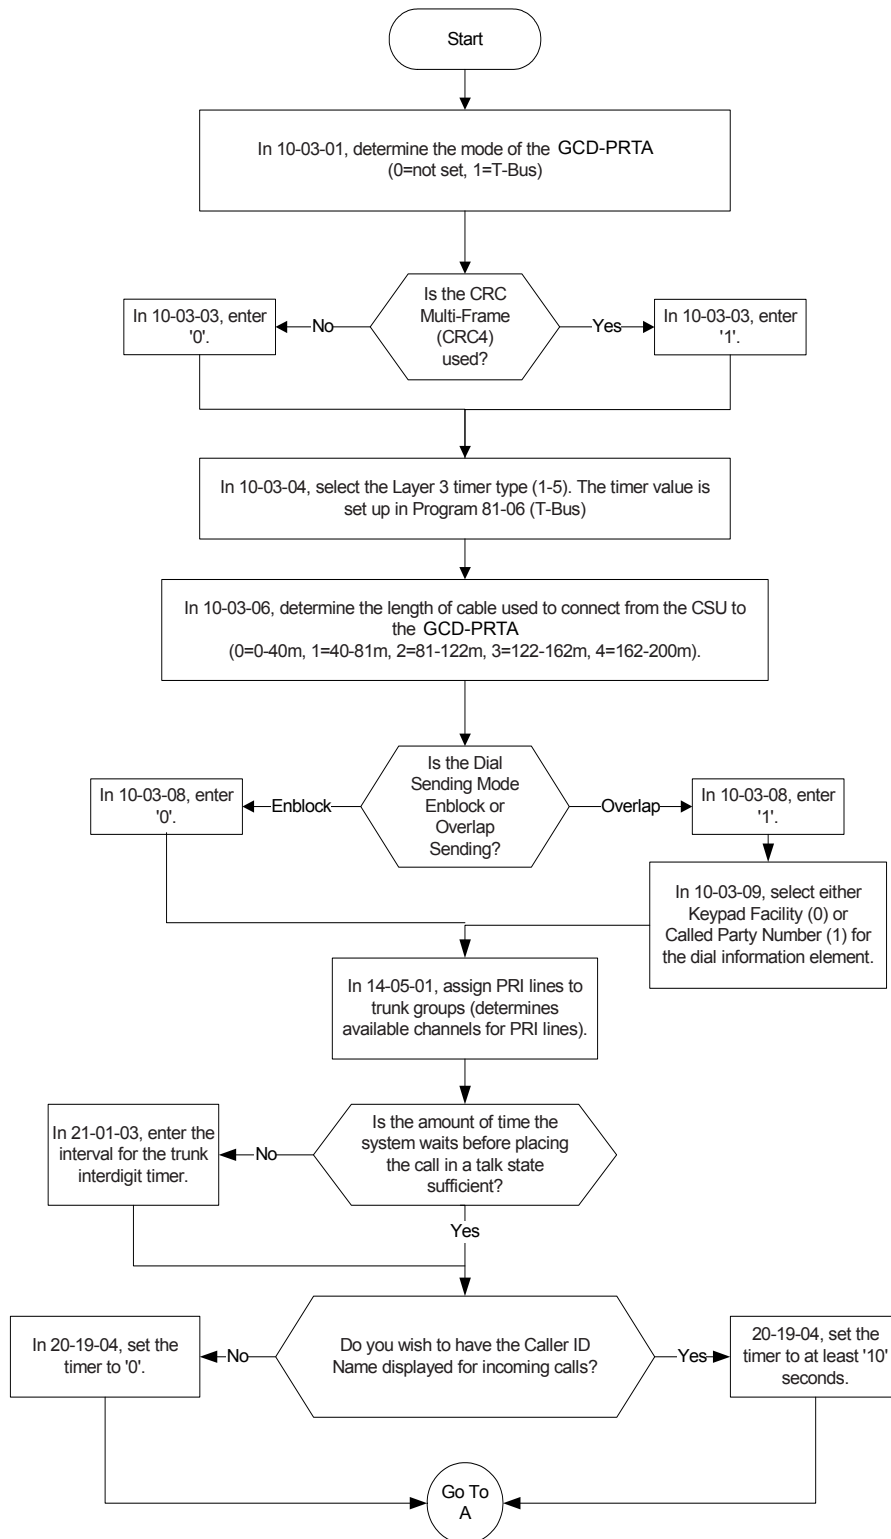 Start
In 10-03-01, determine the mode of the GCD-PRTA
(0=not set, 1=T-Bus)
Is the CRC
Multi-Frame
(CRC4)
used?
No
Yes
In 10-03-03, enter
'0'.
In 10-03-03, enter
'1'.
In 10-03-04, select the Layer 3 timer type (1-5). The timer value is
set up in Program 81-06 (T-Bus)
In 10-03-06, determine the length of cable used to connect from the CSU to
the GCD-PRTA
(0=0-40m, 1=40-81m, 2=81-122m, 3=122-162m, 4=162-200m).
Is the Dial
Sending Mode
Enblock or
Overlap
Sending?
Enblock
Overlap
In 10-03-08, enter
'0'.
In 10-03-08, enter
'1'.
In 10-03-09, select either
Keypad Facility (0) or
Called Party Number (1) for
the dial information element.
In 14-05-01, assign PRI lines to
trunk groups (determines
available channels for PRI lines).
Is the amount of time the
system waits before placing
the call in a talk state
sufficient?
No
In 21-01-03, enter the
interval for the trunk
interdigit timer.
Yes
Do you wish to have the Caller ID
Name displayed for incoming calls?
No
Yes
In 20-19-04, set the
timer to '0'.
20-19-04, set the
timer to at least '10'
seconds.
Go To
A